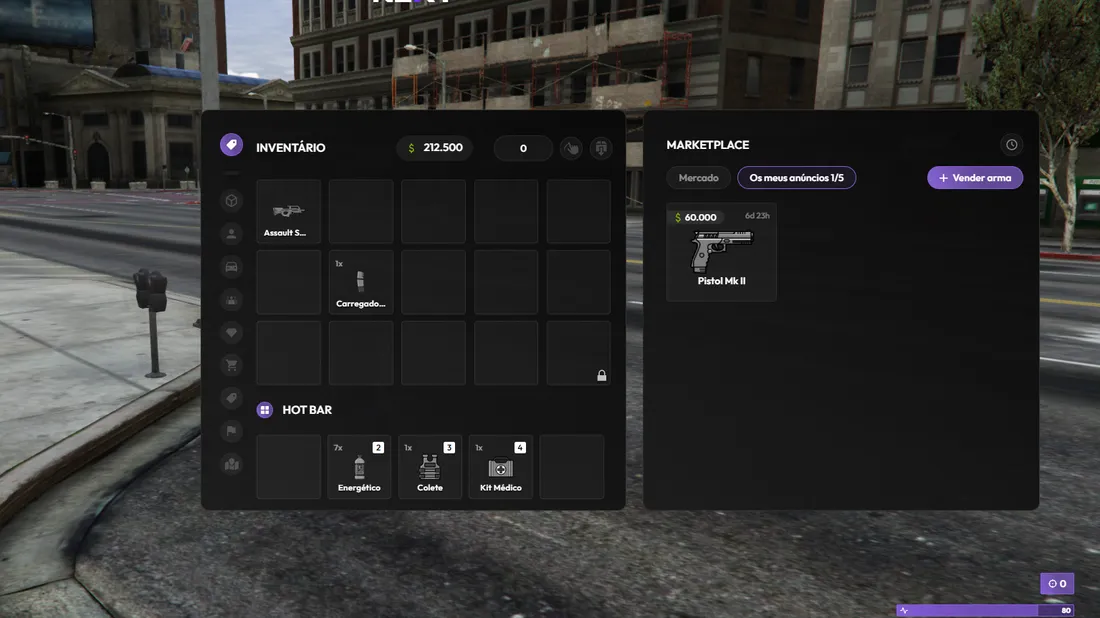 INVENTÁRIO
$ 212.500
0
Assault S...
1x
Carregado...
HOT BAR
7x 2
Energético
1x 3
Colete
1x 4
Kit Médico
MARKETPLACE
Mercado
Os meus anúncios 1/5
+ Vender arma
$ 60.000
6d 23h
Pistol Mk II
0
80